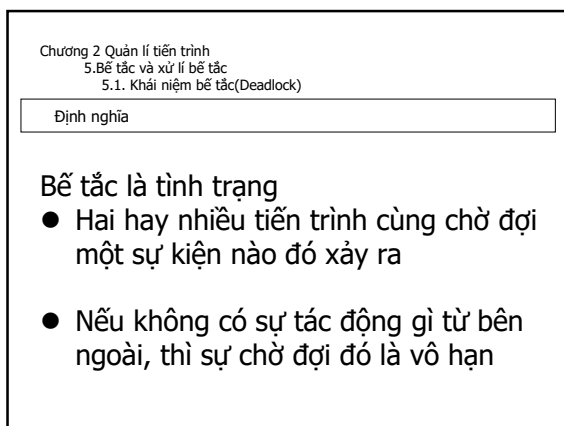 Chương 2 Quản lí tiến trình
5.Bế tắc và xử lí bế tắc
5.1. Khái niệm bế tắc(Deadlock)
Định nghĩa
Bế tắc là tình trạng
● Hai hay nhiều tiến trình cùng chờ đợi
một sự kiện nào đó xảy ra
● Nếu không có sự tác động gì từ bên
ngoài, thì sự chờ đợi đó là vô hạn